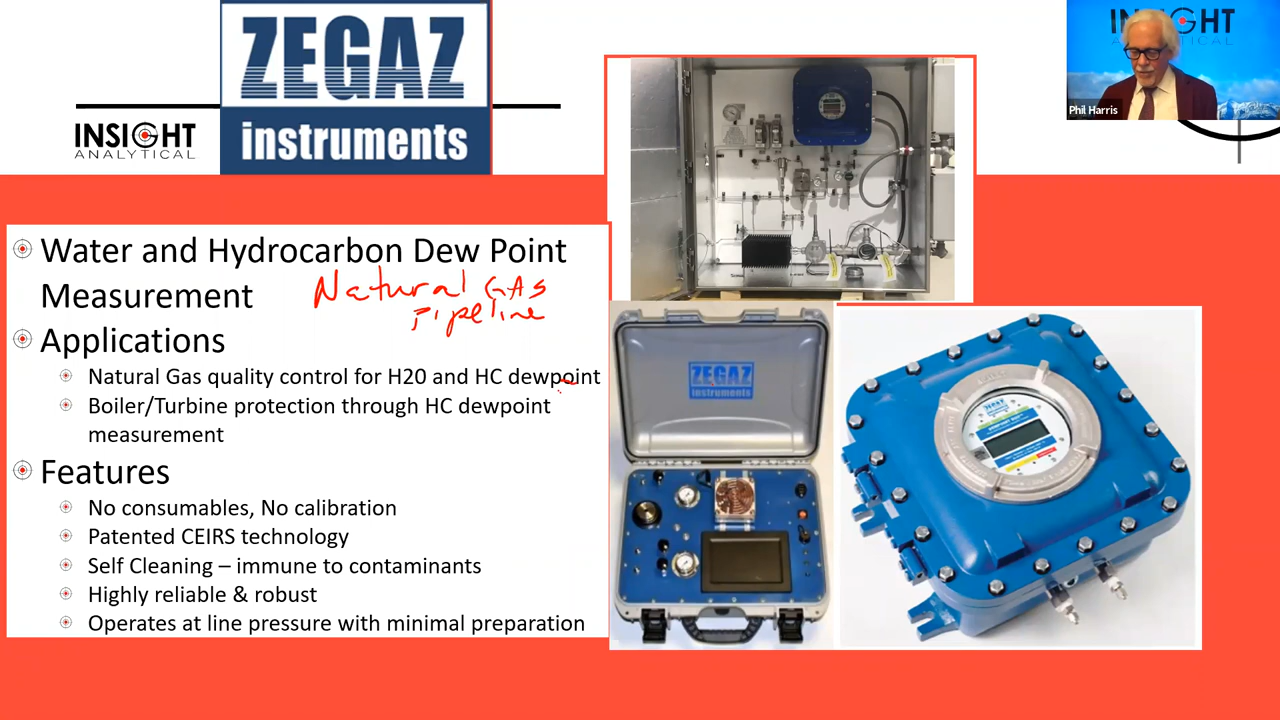 ZEGAZ
instruments
INSIGHT
ANALYTICAL
INSIGHT
ANALYTICAL
Phil Harris
Water and Hydrocarbon Dew Point
Measurement
Natural GAs
Pipeline
Applications
Natural Gas quality control for H20 and HC dewpoint
Boiler/Turbine protection through HC dewpoint
measurement
Features
No consumables, No calibration
Patented CEIRS technology
Self Cleaning – immune to contaminants
Highly reliable & robust
Operates at line pressure with minimal preparation
ZEGAZ
instruments